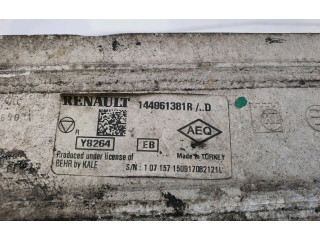 RENAULT 144961381R /..D
R
AEQ
Y8264 EB
Produced under license of Made in TURKEY
BEHR by KALE S/N : 1 07 157 150917082121L